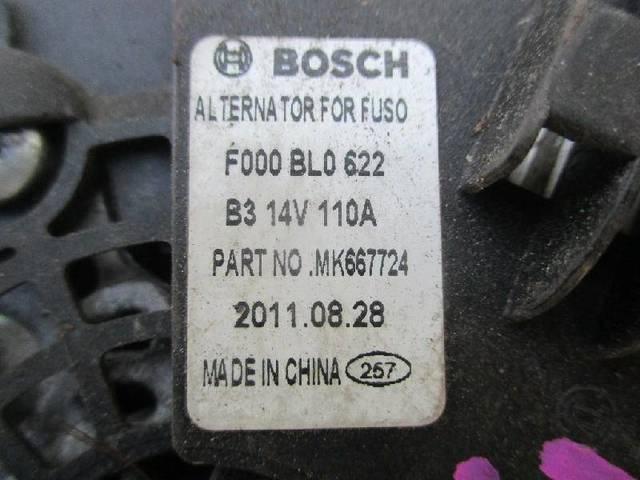 BOSCH
ALTERNATOR FOR FUSO
F000 BL0 622
B3 14V 110A
PART NO .MK667724
2011.08.28
MADE IN CHINA 267